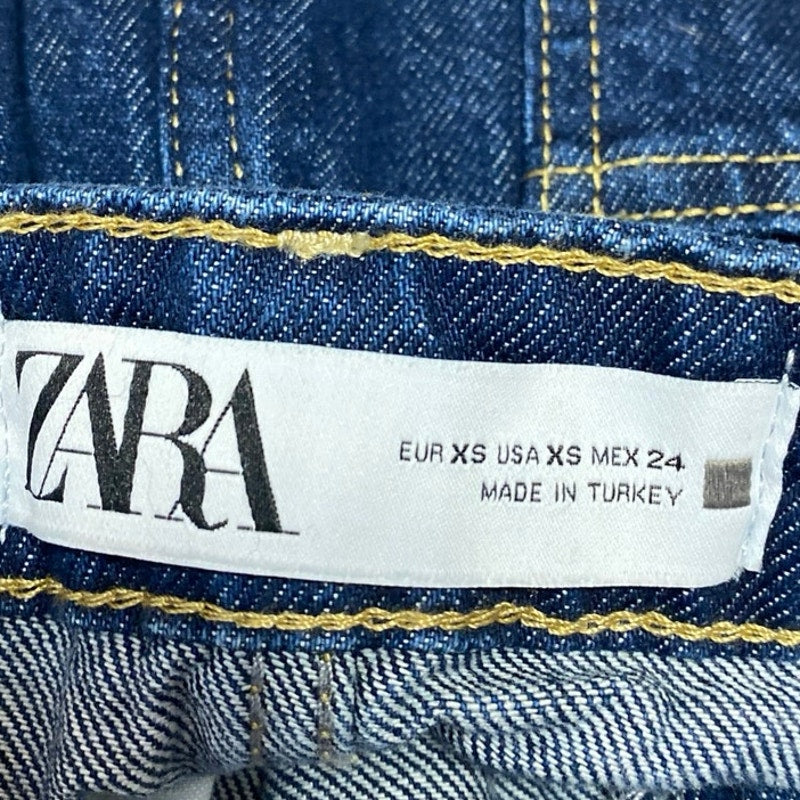 ZARA
EUR XS USA XS MEX 24
MADE IN TURKEY